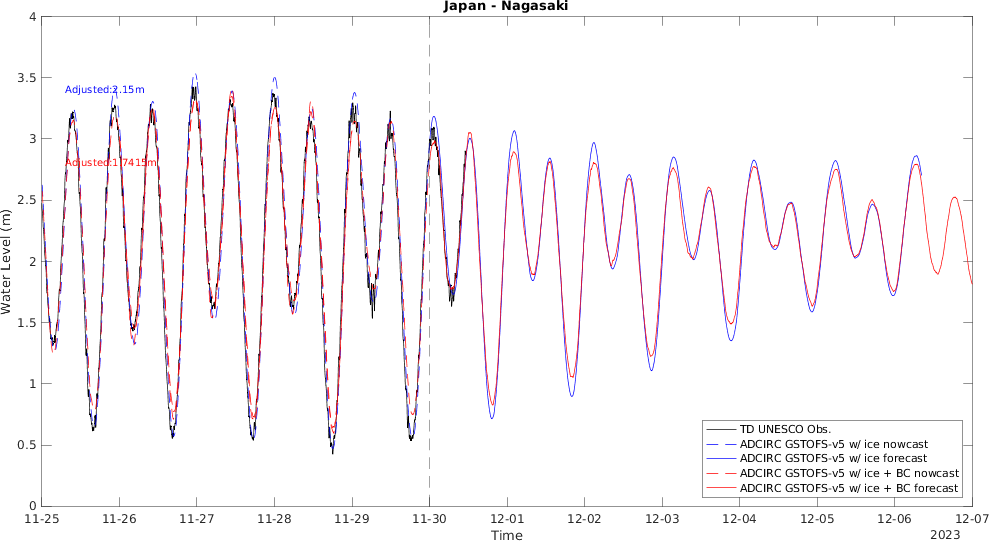 Japan - Nagasaki
Water Level (m)
4
3.5
3
2.5
2
1.5
1
0.5
0
Adjusted:2.15m
Adjusted:1.7415m
TD UNESCO Obs.
ADCIRC GSTOFS-v5 w/ ice nowcast
ADCIRC GSTOFS-v5 w/ ice forecast
ADCIRC GSTOFS-v5 w/ ice + BC nowcast
ADCIRC GSTOFS-v5 w/ ice + BC forecast
11-25 11-26 11-27 11-28 11-29 11-30 12-01 12-02 12-03 12-04 12-05 12-06 12-07
Time
2023